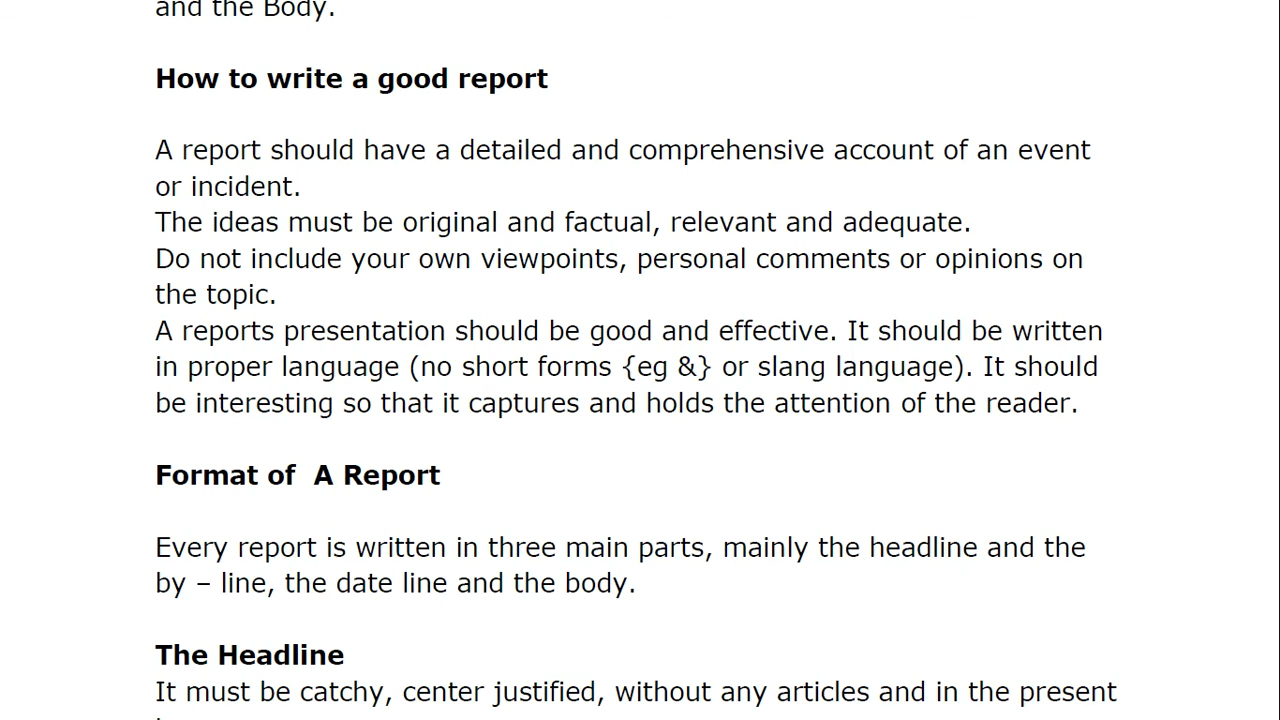 and the Body.
How to write a good report
A report should have a detailed and comprehensive account of an event
or incident.
The ideas must be original and factual, relevant and adequate.
Do not include your own viewpoints, personal comments or opinions on
the topic.
A reports presentation should be good and effective. It should be written
in proper language (no short forms {eg &} or slang language). It should
be interesting so that it captures and holds the attention of the reader.
Format of  A Report
Every report is written in three main parts, mainly the headline and the
by – line, the date line and the body.
The Headline
It must be catchy, center justified, without any articles and in the present